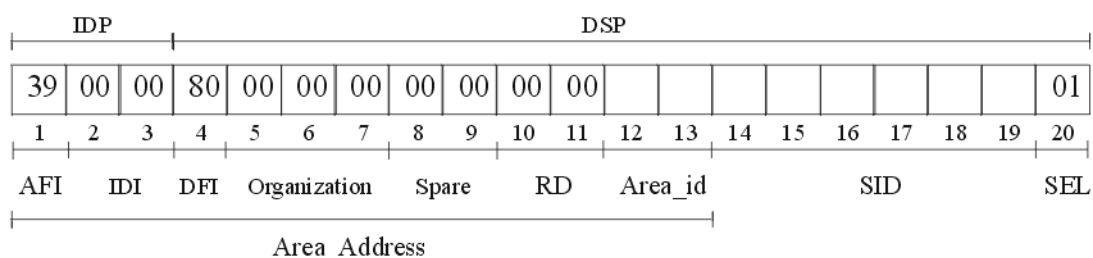 IDP DSP
39 00 00 80 00 00 00 00 00 00 00 01
1 2 3 4 5 6 7 8 9 10 11 12 13 14 15 16 17 18 19 20
AFI IDI DFI Organization Spare RD Area_id SID SEL
Area Address